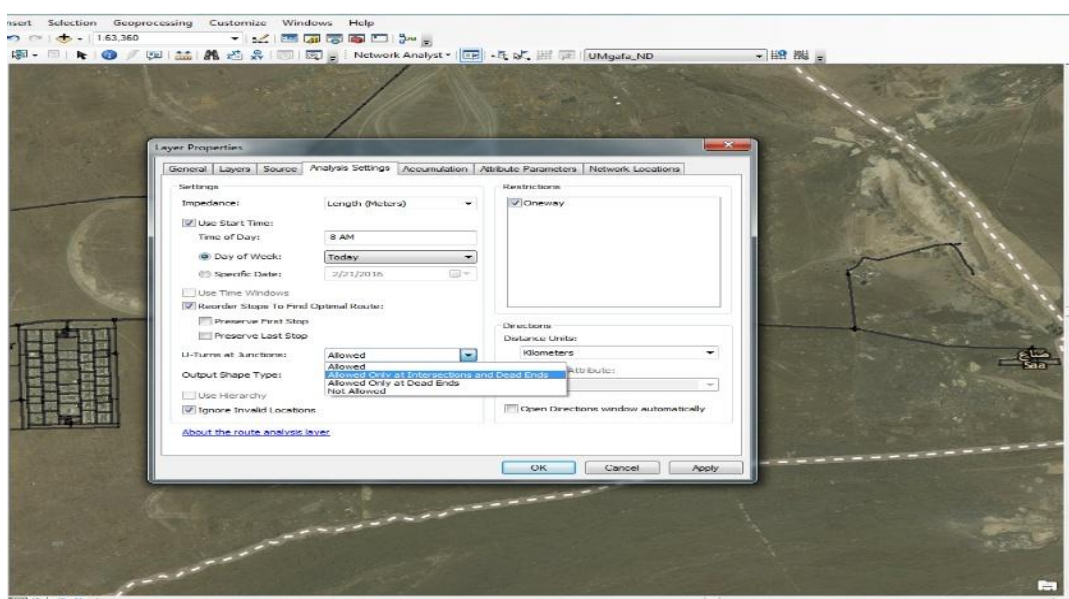 nsert Selection Geoprocessing Customize Windows Help
1:63,360
Network Analyst UMgafa_ND
Layer Properties
General Layers Source Analysis Settings Accumulation Attribute Parameters Network Locations
Settings
Impedance: Length (Meters)
Use Start Time:
Time of Day: 8 AM
Day of Week: Today
Specific Date: 2/21/2016
Use Time Windows
Reorder Stops To Find Optimal Route:
Preserve First Stop
Preserve Last Stop
U-Turns at Junctions: Allowed
Allowed
Allowed Only at Intersections and Dead Ends
Allowed Only at Dead Ends
Not Allowed
Output Shape Type:
Use Hierarchy
Ignore Invalid Locations
About the route analysis layer
Restrictions
Oneway
Directions
Distance Units:
Kilometers
Attribute:
Open Directions window automatically
OK Cancel Apply
Saa